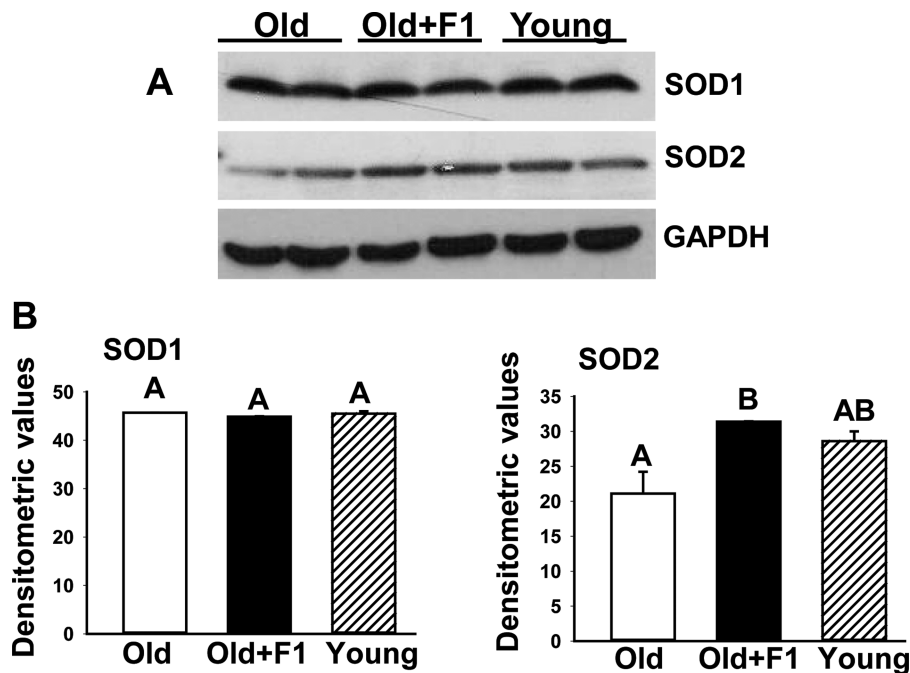 Old Old+F1 Young
A
SOD1
SOD2
GAPDH
B
SOD1
Densitometric values
50
40
30
20
10
0
A A A
Old Old+F1 Young
SOD2
Densitometric values
35
30
25
20
15
10
5
0
A B AB
Old Old+F1 Young